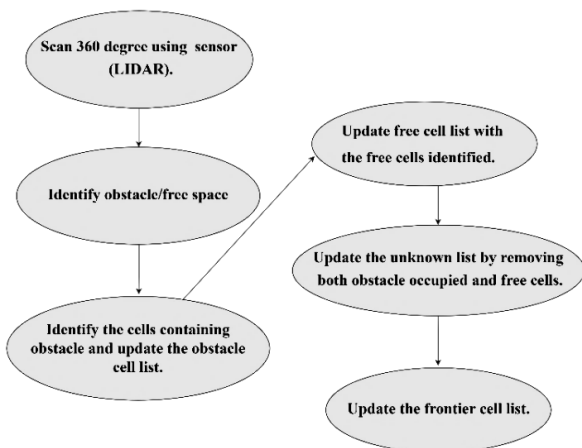 Scan 360 degree using sensor
(LIDAR).
Identify obstacle/free space
Identify the cells containing
obstacle and update the obstacle
cell list.
Update free cell list with
the free cells identified.
Update the unknown list by removing
both obstacle occupied and free cells.
Update the frontier cell list.